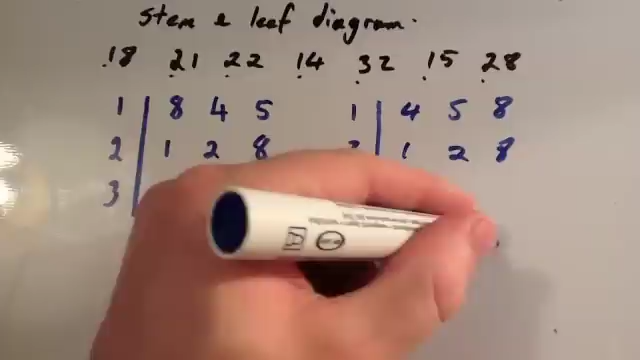 stem & leaf diagram.
18 21 22 14 32 15 28
1 | 8 4 5 1 | 4 5 8
2 | 1 2 8 | 1 2 8
3